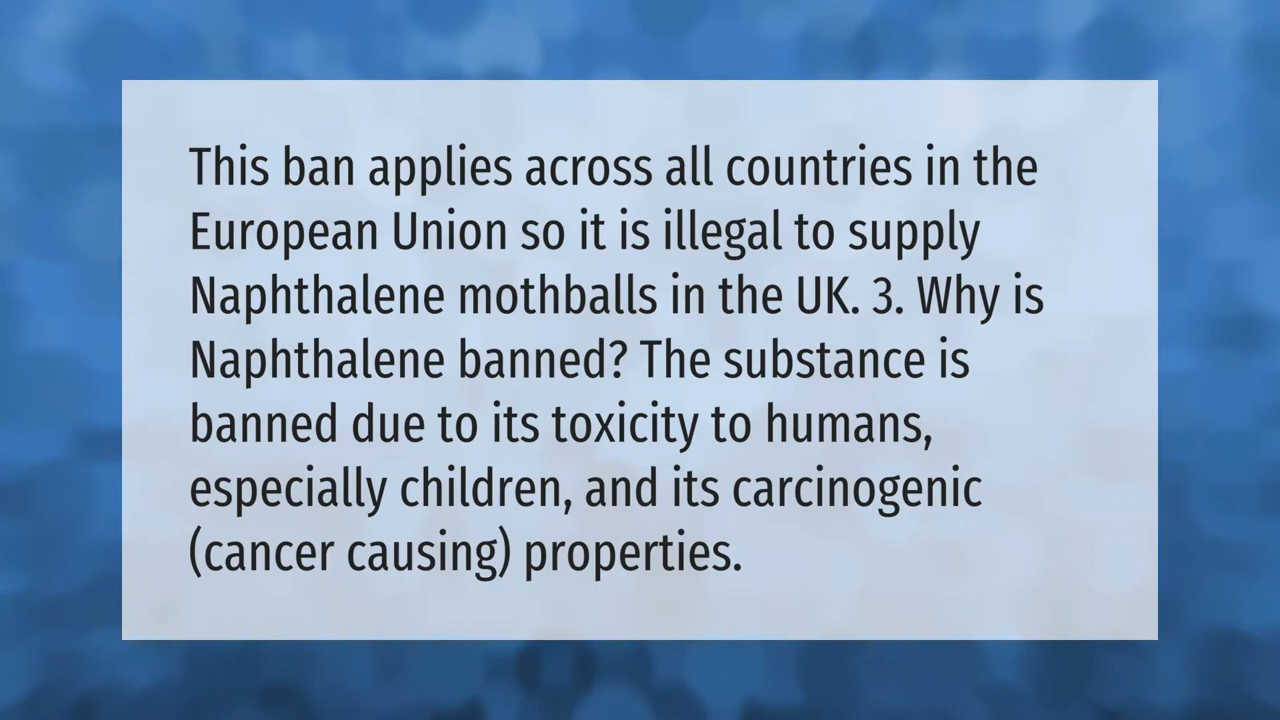 This ban applies across all countries in the
European Union so it is illegal to supply
Naphthalene mothballs in the UK. 3. Why is
Naphthalene banned? The substance is
banned due to its toxicity to humans,
especially children, and its carcinogenic
(cancer causing) properties.